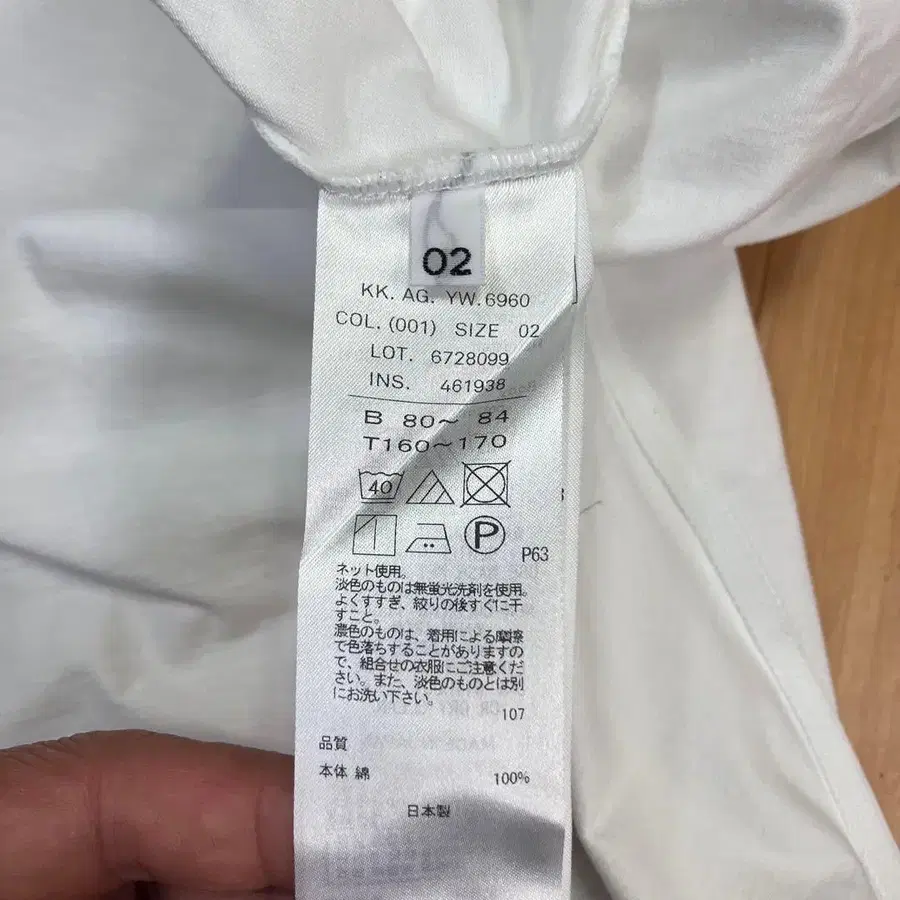 02
KK. AG. YW. 6960
COL. (001) SIZE 02
LOT. 6728099
INS. 461938
B 80～ 84
T160～170
40
P
P63
ネット使用。
淡色のものは無蛍光洗剤を使用。
よくすすぎ、絞りの後すぐに干
すこと。
濃色のものは、着用による摩擦
で色落ちすることがありますの
で、組合せの衣服にご注意くだ
さい。また、淡色のものとは別
にお洗い下さい。
107
品質
本体 綿 100%
日本製